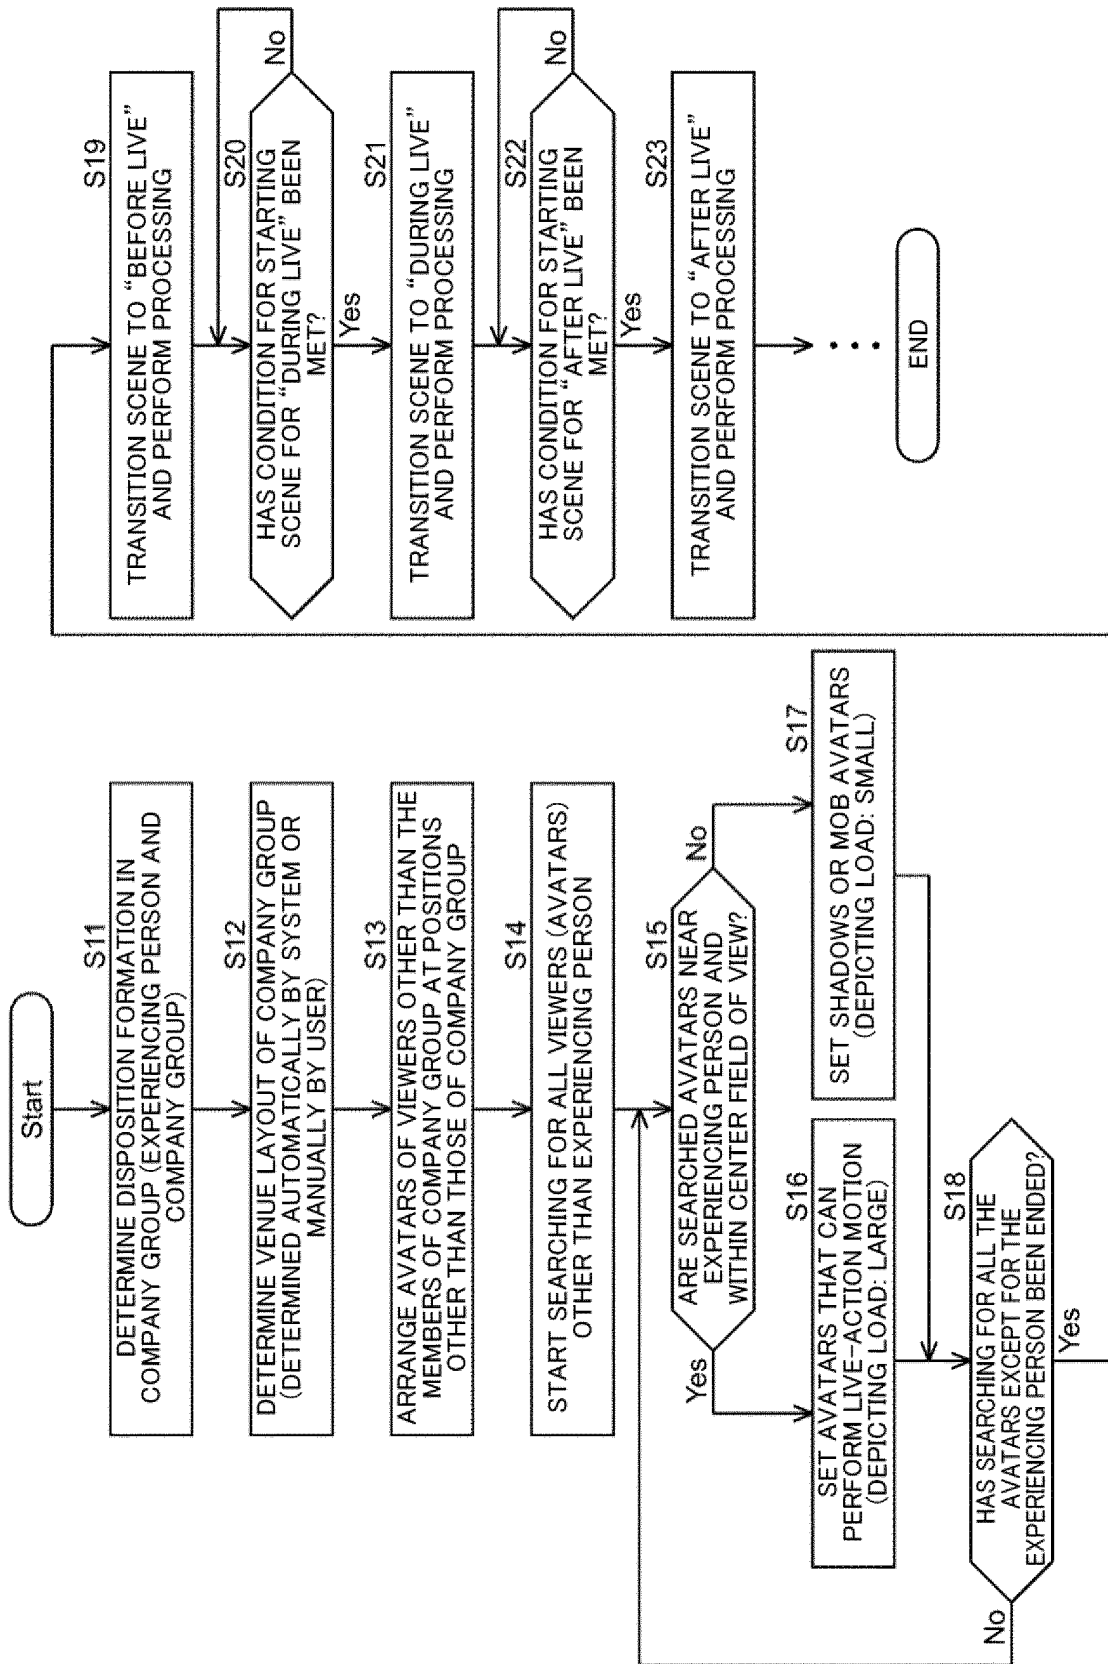 Start
S11
DETERMINE DISPOSITION FORMATION IN
COMPANY GROUP (EXPERIENCING PERSON AND
COMPANY GROUP)
S12
DETERMINE VENUE LAYOUT OF COMPANY GROUP
(DETERMINED AUTOMATICALLY BY SYSTEM OR
MANUALLY BY USER)
S13
ARRANGE AVATARS OF VIEWERS OTHER THAN THE
MEMBERS OF COMPANY GROUP AT POSITIONS
OTHER THAN THOSE OF COMPANY GROUP
S14
START SEARCHING FOR ALL VIEWERS (AVATARS)
OTHER THAN EXPERIENCING PERSON
S15
ARE SEARCHED AVATARS NEAR
EXPERIENCING PERSON AND
WITHIN CENTER FIELD OF VIEW?
Yes
No
S16
SET AVATARS THAT CAN
PERFORM LIVE-ACTION MOTION
(DEPICTING LOAD: LARGE)
S17
SET SHADOWS OR MOB AVATARS
(DEPICTING LOAD: SMALL)
S18
HAS SEARCHING FOR ALL THE
AVATARS EXCEPT FOR THE
EXPERIENCING PERSON BEEN ENDED?
No
Yes
S19
TRANSITION SCENE TO “BEFORE LIVE”
AND PERFORM PROCESSING
S20
HAS CONDITION FOR STARTING
SCENE FOR “DURING LIVE” BEEN
MET?
No
Yes
S21
TRANSITION SCENE TO “DURING LIVE”
AND PERFORM PROCESSING
S22
HAS CONDITION FOR STARTING
SCENE FOR “AFTER LIVE” BEEN
MET?
No
Yes
S23
TRANSITION SCENE TO “AFTER LIVE”
AND PERFORM PROCESSING
END